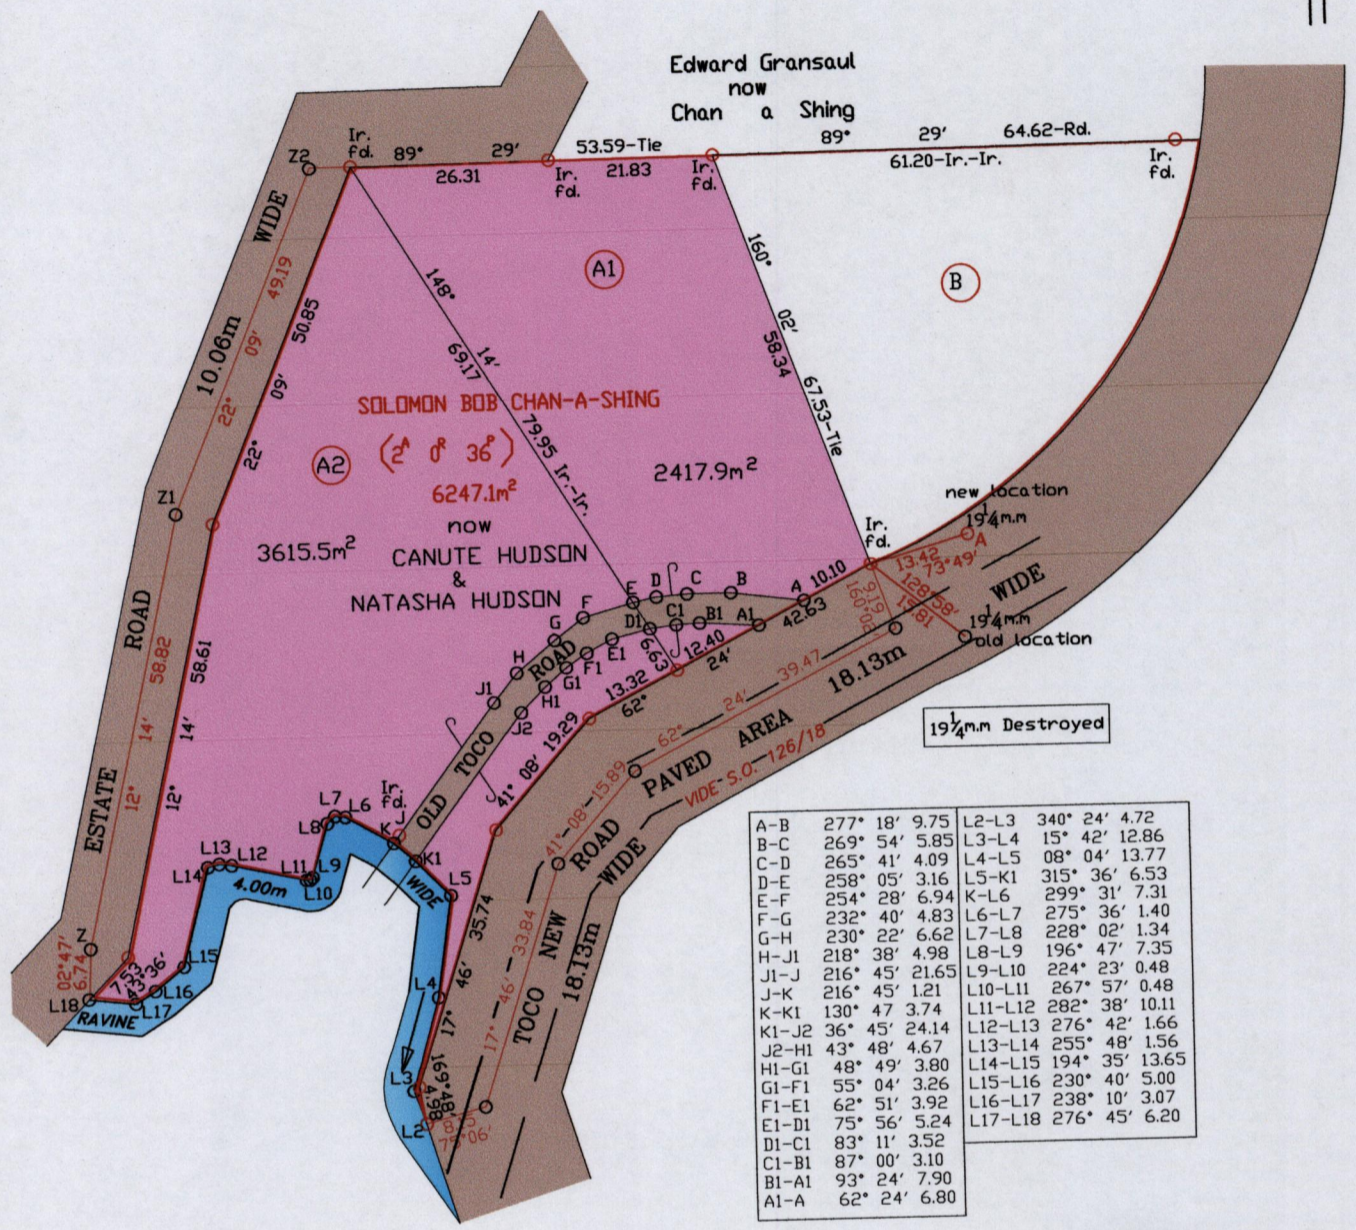 Edward Gransaul
now
Chan a Shing
Ir.
fd.
Z2
89° 29' 53.59-Tie
26.31
Ir.
fd.
21.83
Ir.
fd.
89° 29' 64.62-Rd.
61.20-Ir.-Ir.
Ir.
fd.
WIDE
10.06m
49.19
09'
22°
50.85
09'
22°
A1
B
148° 14'
69.17
79.95 Ir.-Ir.
160° 02'
58.34
67.53-Tie
SOLOMON BOB CHAN-A-SHING
A2
(2A 0R 36P)
6247.1m²
2417.9m²
now
3615.5m²
CANUTE HUDSON
&
NATASHA HUDSON
Z1
new location
19¼m.m
A
Ir.
fd.
13.42
73°49'
128°58'
15.81
9.19
160°02'
19¼m.m
old location
10.10
42.63
WIDE
E D C B A
F
G
H
J1
D1 C1 B1 A1
E1
F1
G1
H1
J2
6.63
12.40
24'
13.32
62°
19.29
08'
41°
ROAD
TOCO
OLD
62° 24' 39.47
18.13m
PAVED AREA
VIDE S.O. 126/18
19¼m.m Destroyed
ROAD
58.82
14'
12°
58.61
14'
12°
ESTATE
Ir.
fd.
J
K
K1
L7
L6
L8
L13
L12
L14
L11
L9
L10
L5
4.00m
WIDE
41° 08' 15.89
ROAD
WIDE
35.74
46'
17°
33.84
46'
17°
TOCO NEW
18.13m
Z
02°47'
6.74
7.53
43°36'
L15
L16
L17
L18
RAVINE
L4
L3
L2
169°48'
4.98
A-B 277° 18' 9.75
B-C 269° 54' 5.85
C-D 265° 41' 4.09
D-E 258° 05' 3.16
E-F 254° 28' 6.94
F-G 232° 40' 4.83
G-H 230° 22' 6.62
H-J1 218° 38' 4.98
J1-J 216° 45' 21.65
J-K 216° 45' 1.21
K-K1 130° 47 3.74
K1-J2 36° 45' 24.14
J2-H1 43° 48' 4.67
H1-G1 48° 49' 3.80
G1-F1 55° 04' 3.26
F1-E1 62° 51' 3.92
E1-D1 75° 56' 5.24
D1-C1 83° 11' 3.52
C1-B1 87° 00' 3.10
B1-A1 93° 24' 7.90
A1-A 62° 24' 6.80
L2-L3 340° 24' 4.72
L3-L4 15° 42' 12.86
L4-L5 08° 04' 13.77
L5-K1 315° 36' 6.53
K-L6 299° 31' 7.31
L6-L7 275° 36' 1.40
L7-L8 228° 02' 1.34
L8-L9 196° 47' 7.35
L9-L10 224° 23' 0.48
L10-L11 267° 57' 0.48
L11-L12 282° 38' 10.11
L12-L13 276° 42' 1.66
L13-L14 255° 48' 1.56
L14-L15 194° 35' 13.65
L15-L16 230° 40' 5.00
L16-L17 238° 10' 3.07
L17-L18 276° 45' 6.20